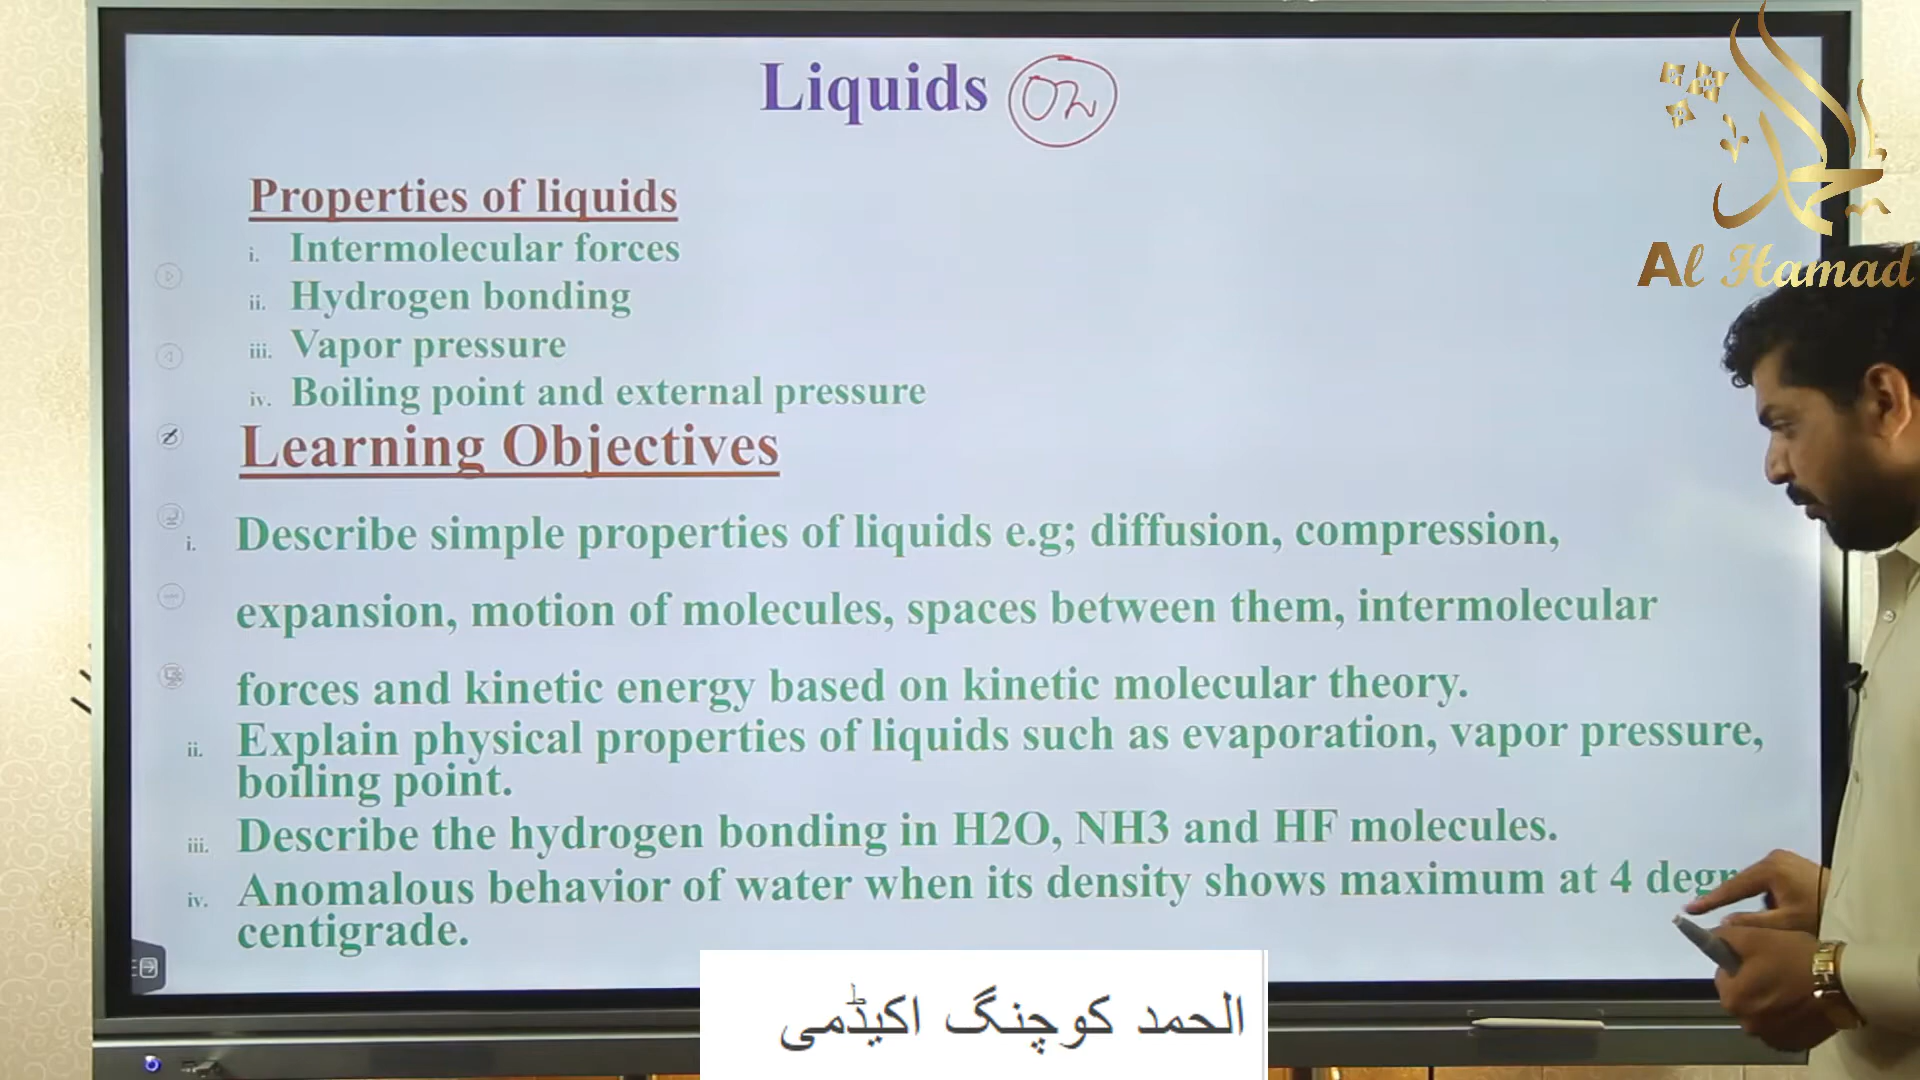 Liquids
Properties of liquids
i. Intermolecular forces
ii. Hydrogen bonding
iii. Vapor pressure
iv. Boiling point and external pressure
Learning Objectives
i. Describe simple properties of liquids e.g; diffusion, compression,
expansion, motion of molecules, spaces between them, intermolecular
forces and kinetic energy based on kinetic molecular theory.
ii. Explain physical properties of liquids such as evaporation, vapor pressure,
boiling point.
iii. Describe the hydrogen bonding in H2O, NH3 and HF molecules.
iv. Anomalous behavior of water when its density shows maximum at 4
centigrade.
Al Hamad
الحمد کوچنگ اکیڈمی